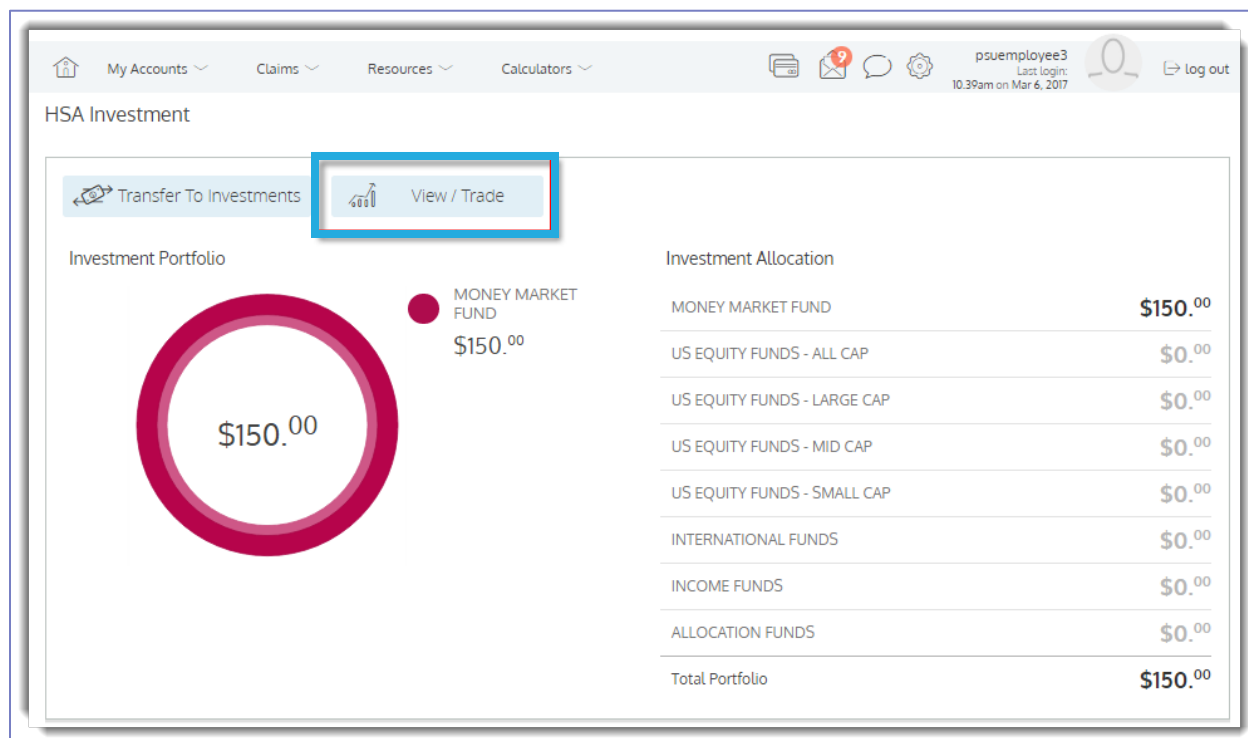 My Accounts Claims Resources Calculators 9 psuemployee3 log out
Last login:
10.39am on Mar 6, 2017
HSA Investment
Transfer To Investments View / Trade
Investment Portfolio
MONEY MARKET
FUND
$150.00
$150.00
Investment Allocation
MONEY MARKET FUND $150.00
US EQUITY FUNDS - ALL CAP $0.00
US EQUITY FUNDS - LARGE CAP $0.00
US EQUITY FUNDS - MID CAP $0.00
US EQUITY FUNDS - SMALL CAP $0.00
INTERNATIONAL FUNDS $0.00
INCOME FUNDS $0.00
ALLOCATION FUNDS $0.00
Total Portfolio $150.00